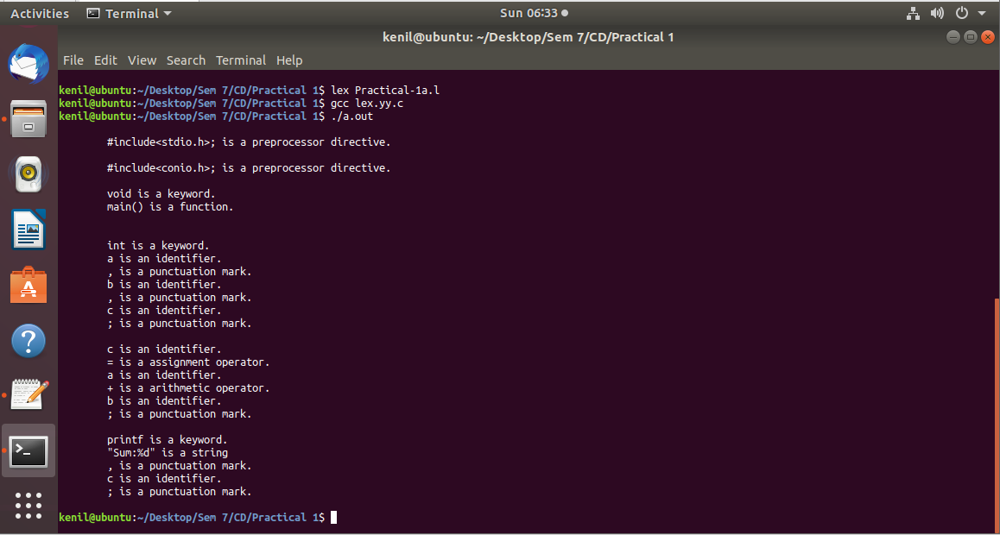 Activities Terminal Sun 06:33
kenil@ubuntu: ~/Desktop/Sem 7/CD/Practical 1
File Edit View Search Terminal Help
kenil@ubuntu:~/Desktop/Sem 7/CD/Practical 1$ lex Practical-1a.l
kenil@ubuntu:~/Desktop/Sem 7/CD/Practical 1$ gcc lex.yy.c
kenil@ubuntu:~/Desktop/Sem 7/CD/Practical 1$ ./a.out
#include<stdio.h>; is a preprocessor directive.
#include<conio.h>; is a preprocessor directive.
void is a keyword.
main() is a function.
int is a keyword.
a is an identifier.
, is a punctuation mark.
b is an identifier.
, is a punctuation mark.
c is an identifier.
; is a punctuation mark.
c is an identifier.
= is a assignment operator.
a is an identifier.
+ is a arithmetic operator.
b is an identifier.
; is a punctuation mark.
printf is a keyword.
"Sum:%d" is a string
, is a punctuation mark.
c is an identifier.
; is a punctuation mark.
kenil@ubuntu:~/Desktop/Sem 7/CD/Practical 1$